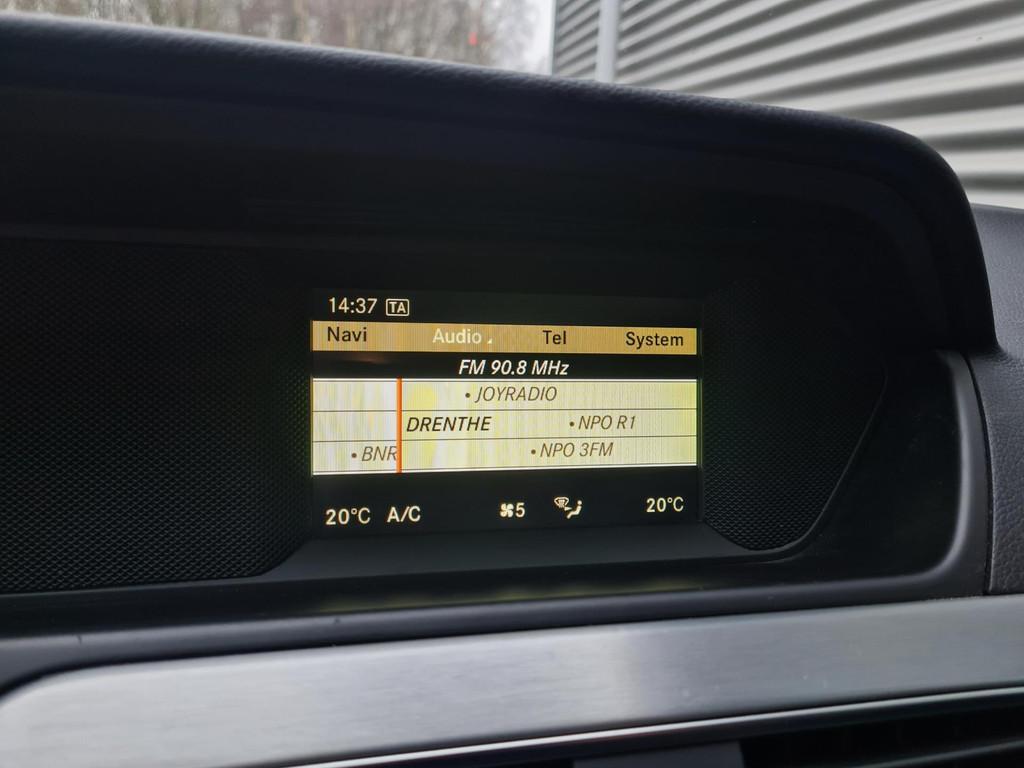 14:37 TA
Navi Audio Tel System
FM 90.8 MHz
• JOYRADIO
DRENTHE • NPO R1
• BNR • NPO 3FM
20°C A/C 5 20°C